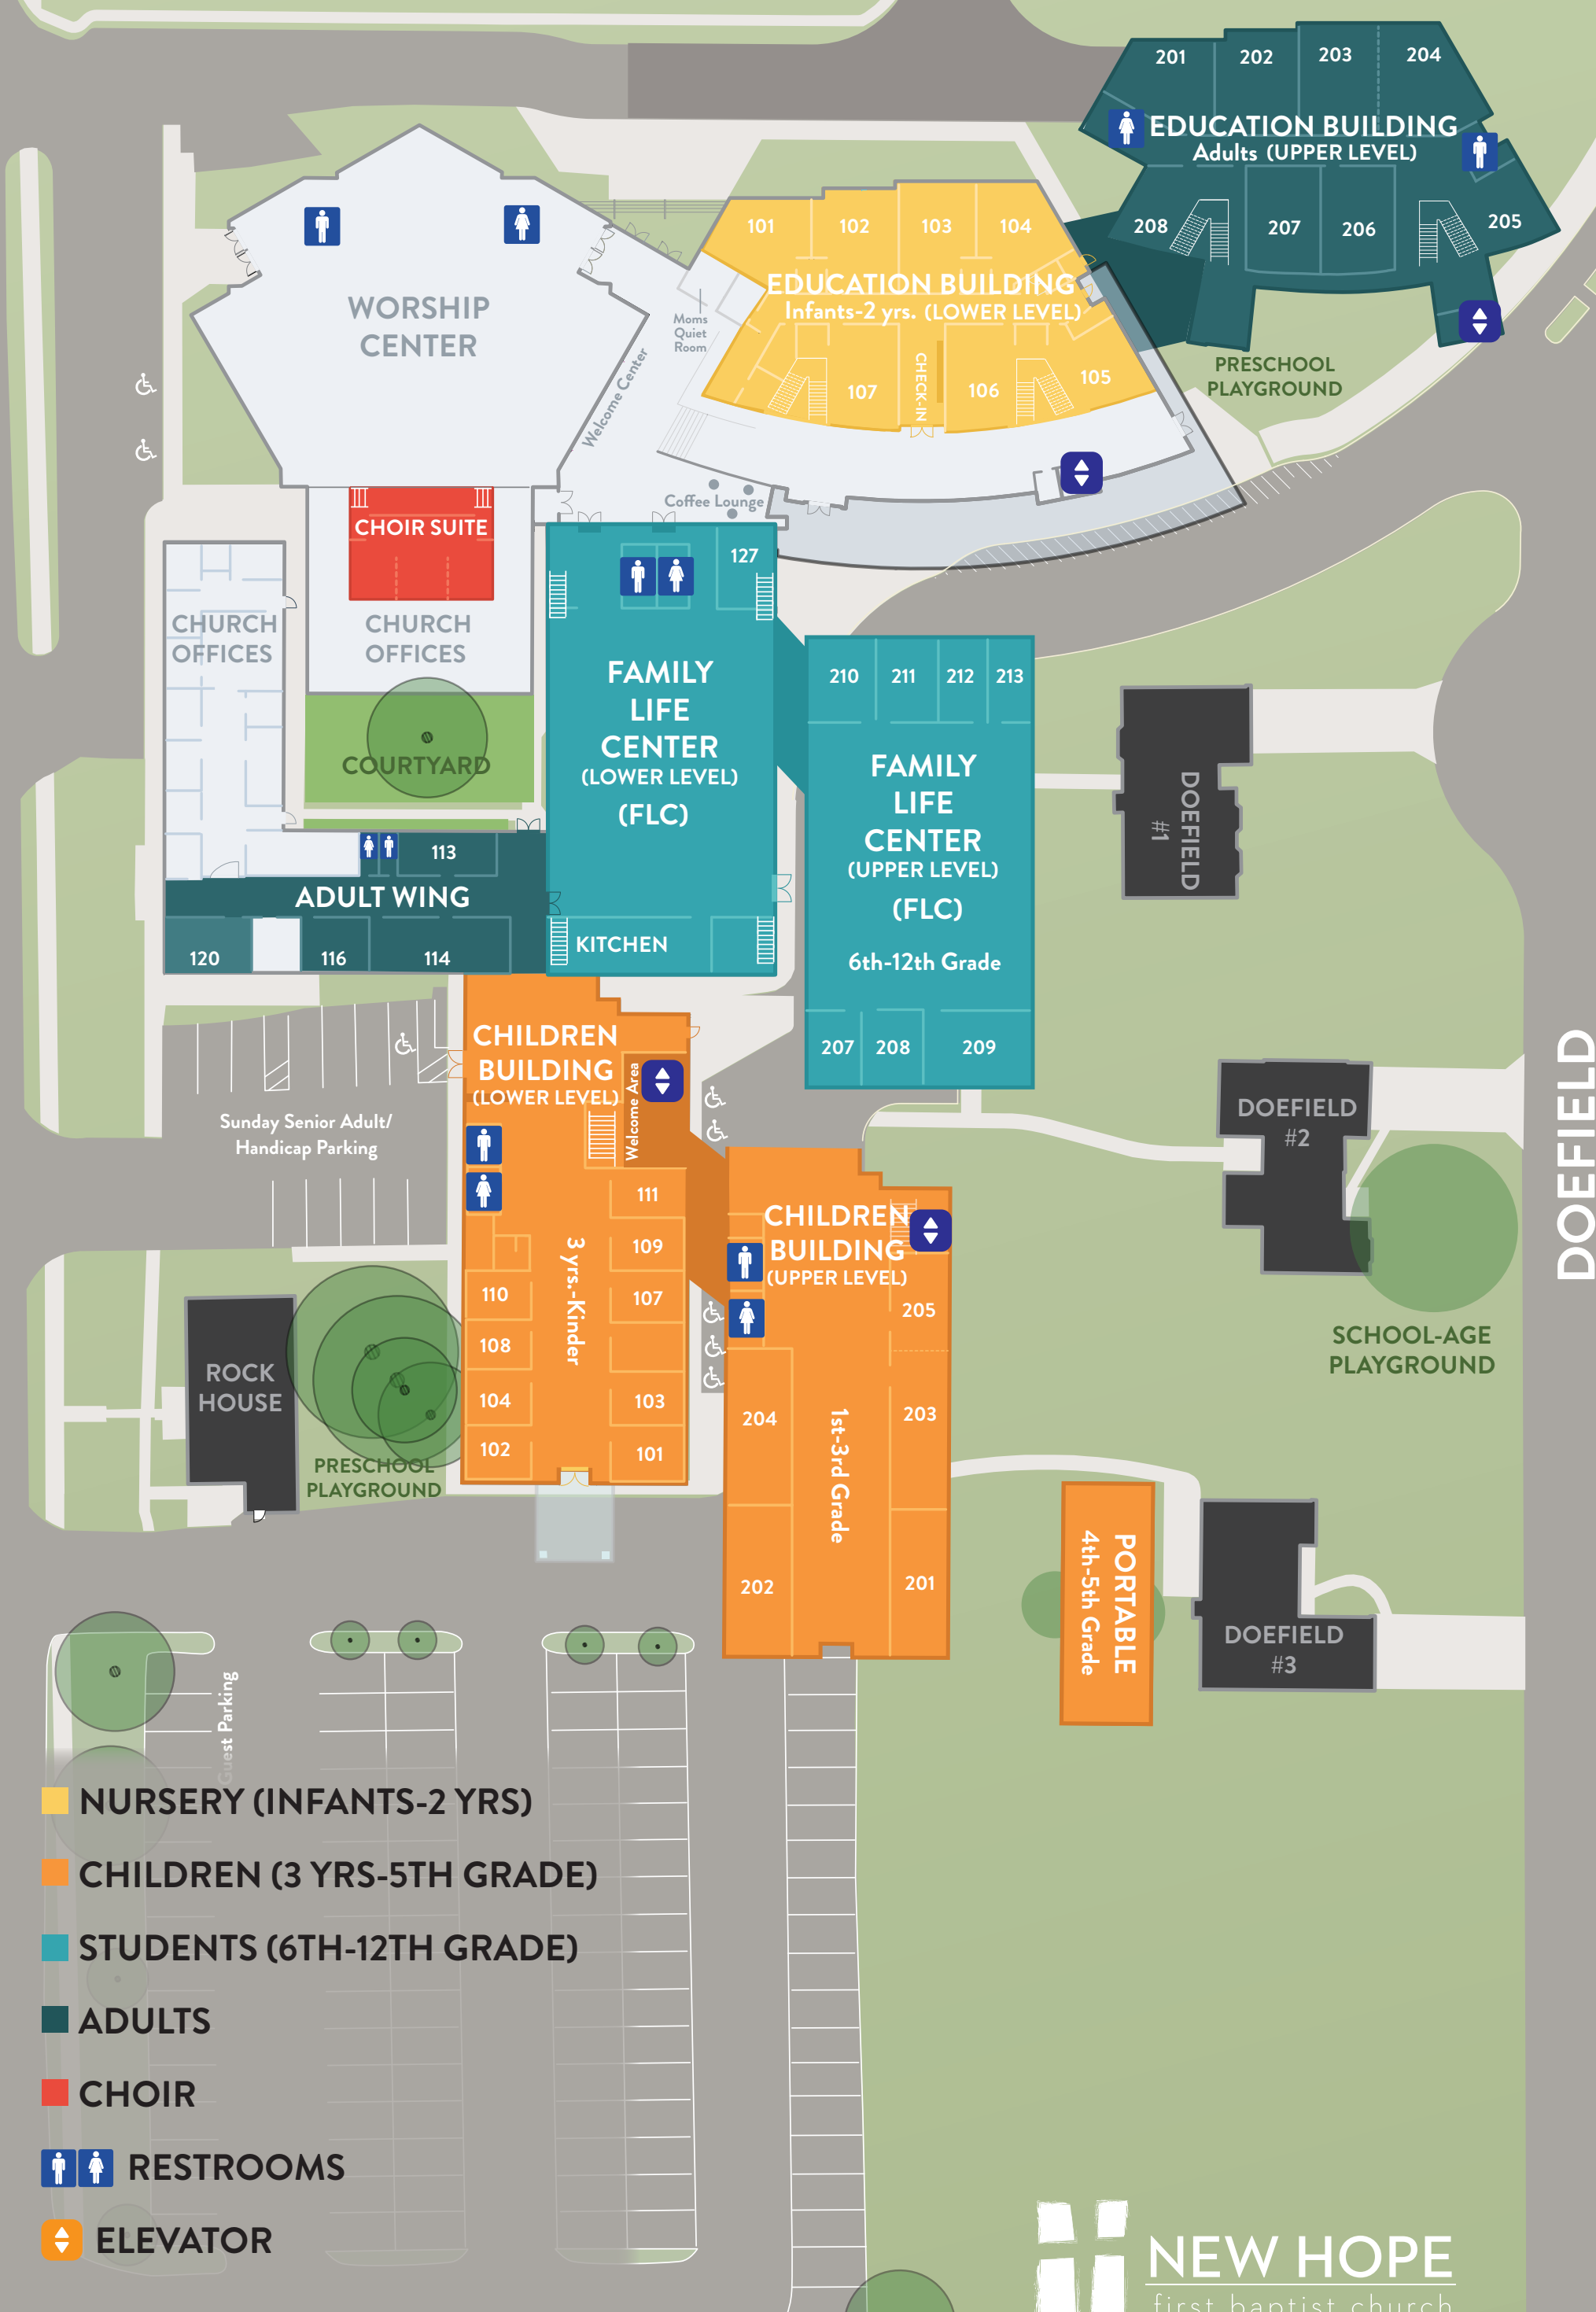 201
202
203
204
EDUCATION BUILDING
Adults (UPPER LEVEL)
208
207
206
205
101
102
103
104
EDUCATION BUILDING
Infants-2 yrs. (LOWER LEVEL)
107
CHECK-IN
106
105
WORSHIP
CENTER
Moms
Quiet
Room
Welcome Center
PRESCHOOL
PLAYGROUND
Coffee Lounge
CHOIR SUITE
CHURCH
OFFICES
CHURCH
OFFICES
COURTYARD
127
FAMILY
LIFE
CENTER
(LOWER LEVEL)
(FLC)
KITCHEN
210
211
212
213
FAMILY
LIFE
CENTER
(UPPER LEVEL)
(FLC)
6th-12th Grade
207
208
209
DOEFIELD
#1
113
ADULT WING
120
116
114
CHILDREN
BUILDING
(LOWER LEVEL)
Welcome Area
Sunday Senior Adult/
Handicap Parking
111
109
107
110
108
104
103
102
101
3 yrs.-Kinder
CHILDREN
BUILDING
(UPPER LEVEL)
205
204
203
202
201
1st-3rd Grade
DOEFIELD
#2
DOEFIELD
SCHOOL-AGE
PLAYGROUND
ROCK
HOUSE
PRESCHOOL
PLAYGROUND
PORTABLE
4th-5th Grade
DOEFIELD
#3
Guest Parking
NURSERY (INFANTS-2 YRS)
CHILDREN (3 YRS-5TH GRADE)
STUDENTS (6TH-12TH GRADE)
ADULTS
CHOIR
RESTROOMS
ELEVATOR
NEW HOPE
first baptist church